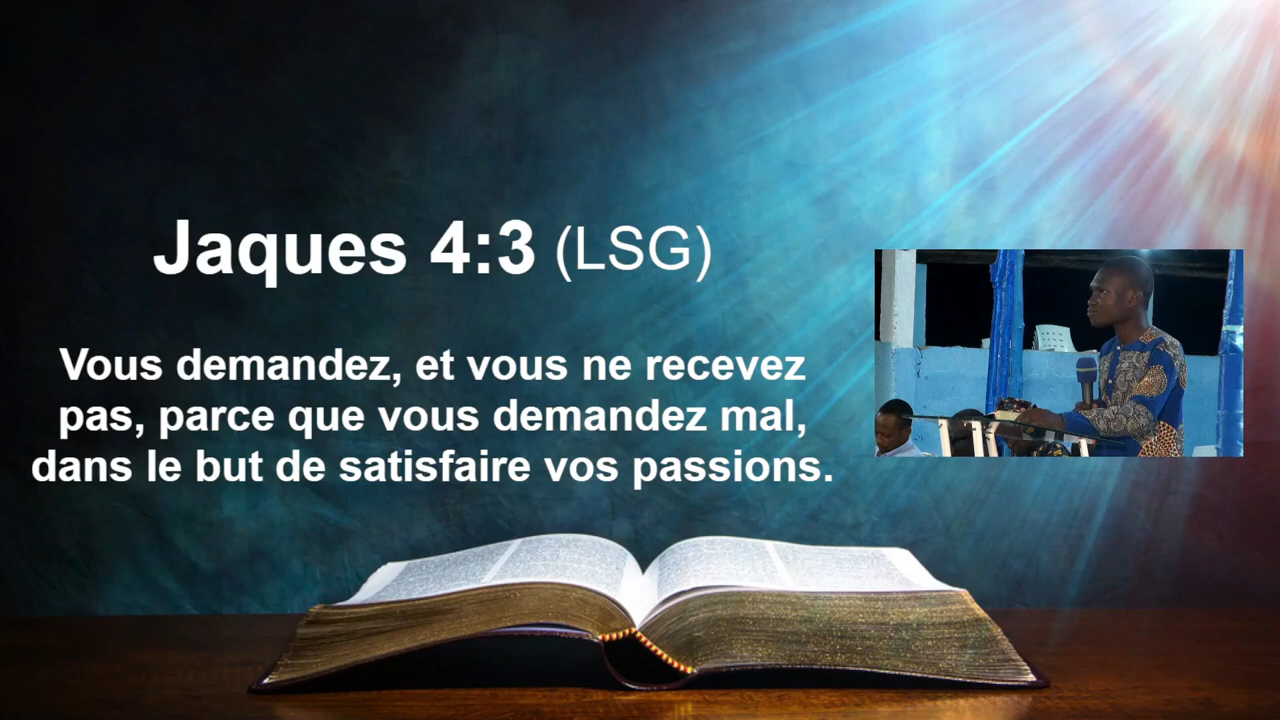 Jaques 4:3 (LSG)
Vous demandez, et vous ne recevez
pas, parce que vous demandez mal,
dans le but de satisfaire vos passions.